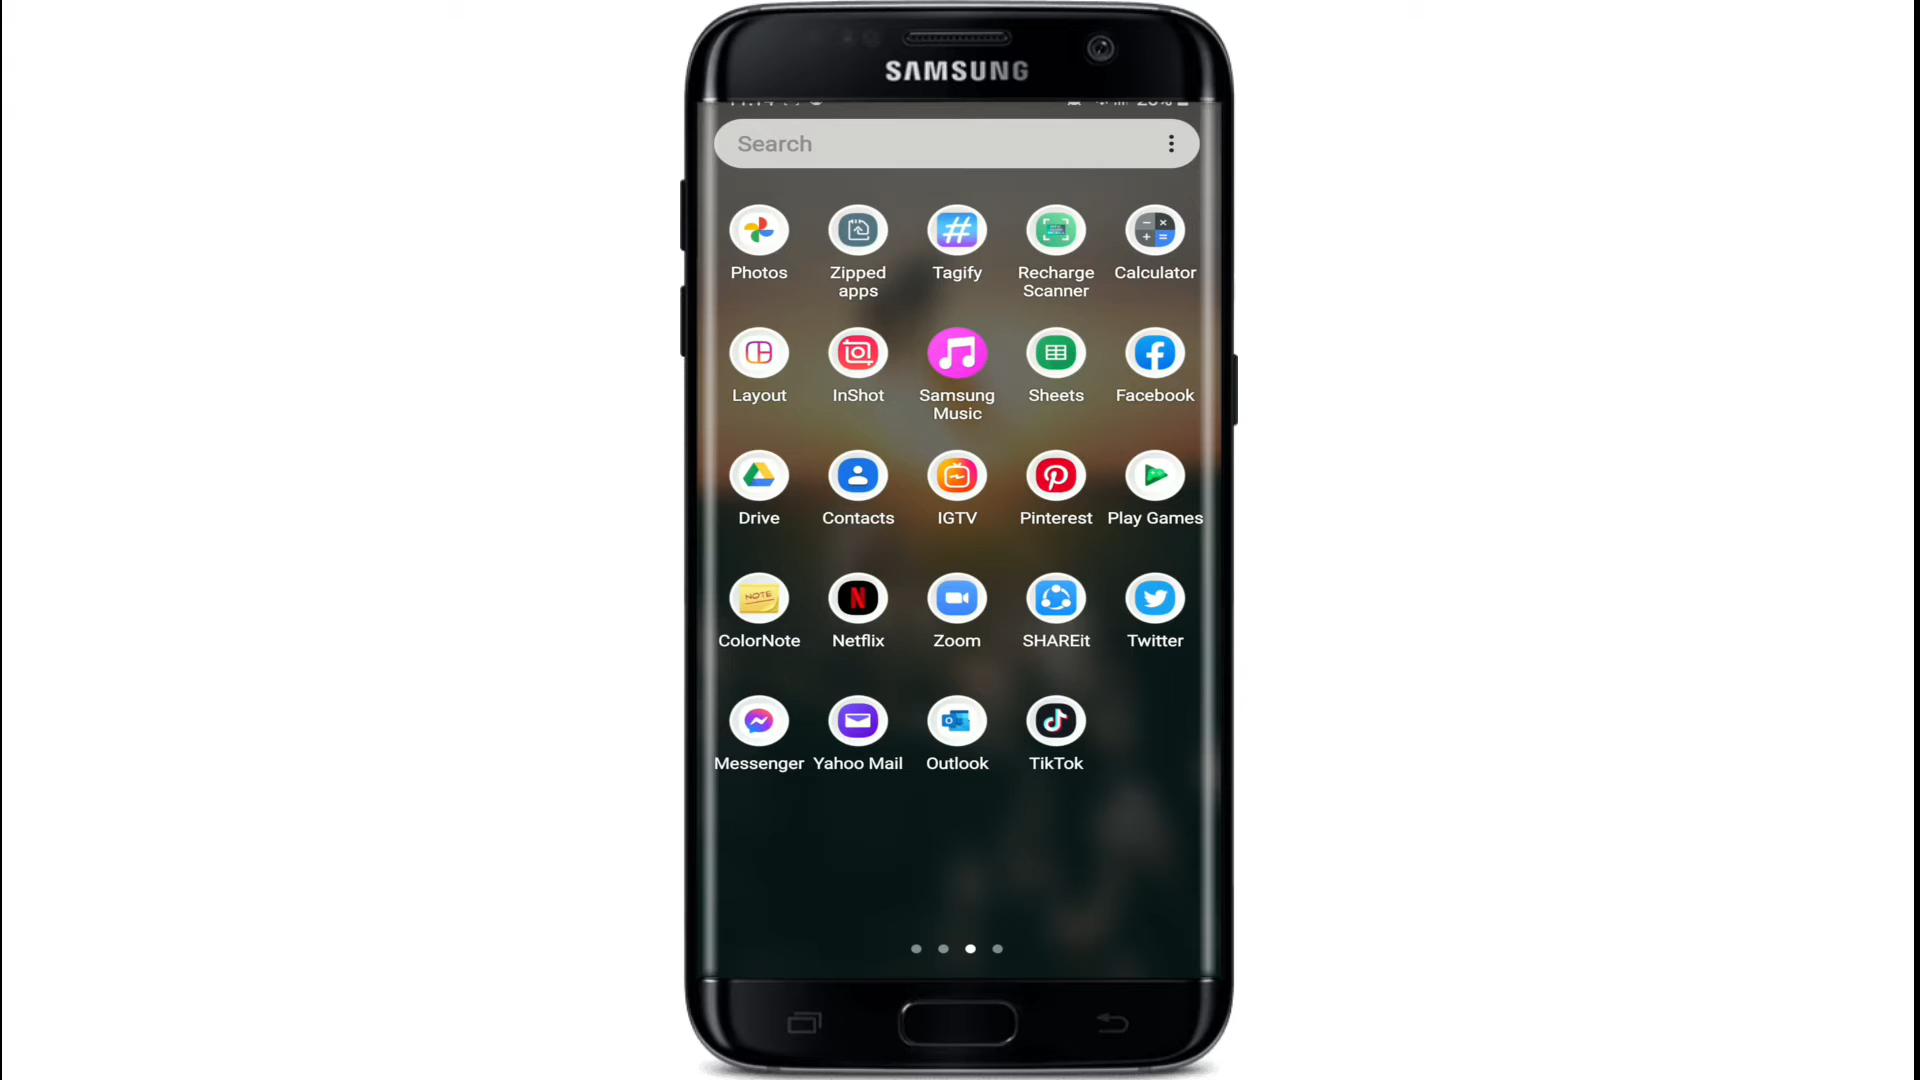 SAMSUNG
Search
Photos
Zipped apps
Tagify
Recharge Scanner
Calculator
Layout
InShot
Samsung Music
Sheets
Facebook
Drive
Contacts
IGTV
Pinterest
Play Games
NOTE
ColorNote
Netflix
Zoom
SHAREit
Twitter
Messenger
Yahoo Mail
Outlook
TikTok